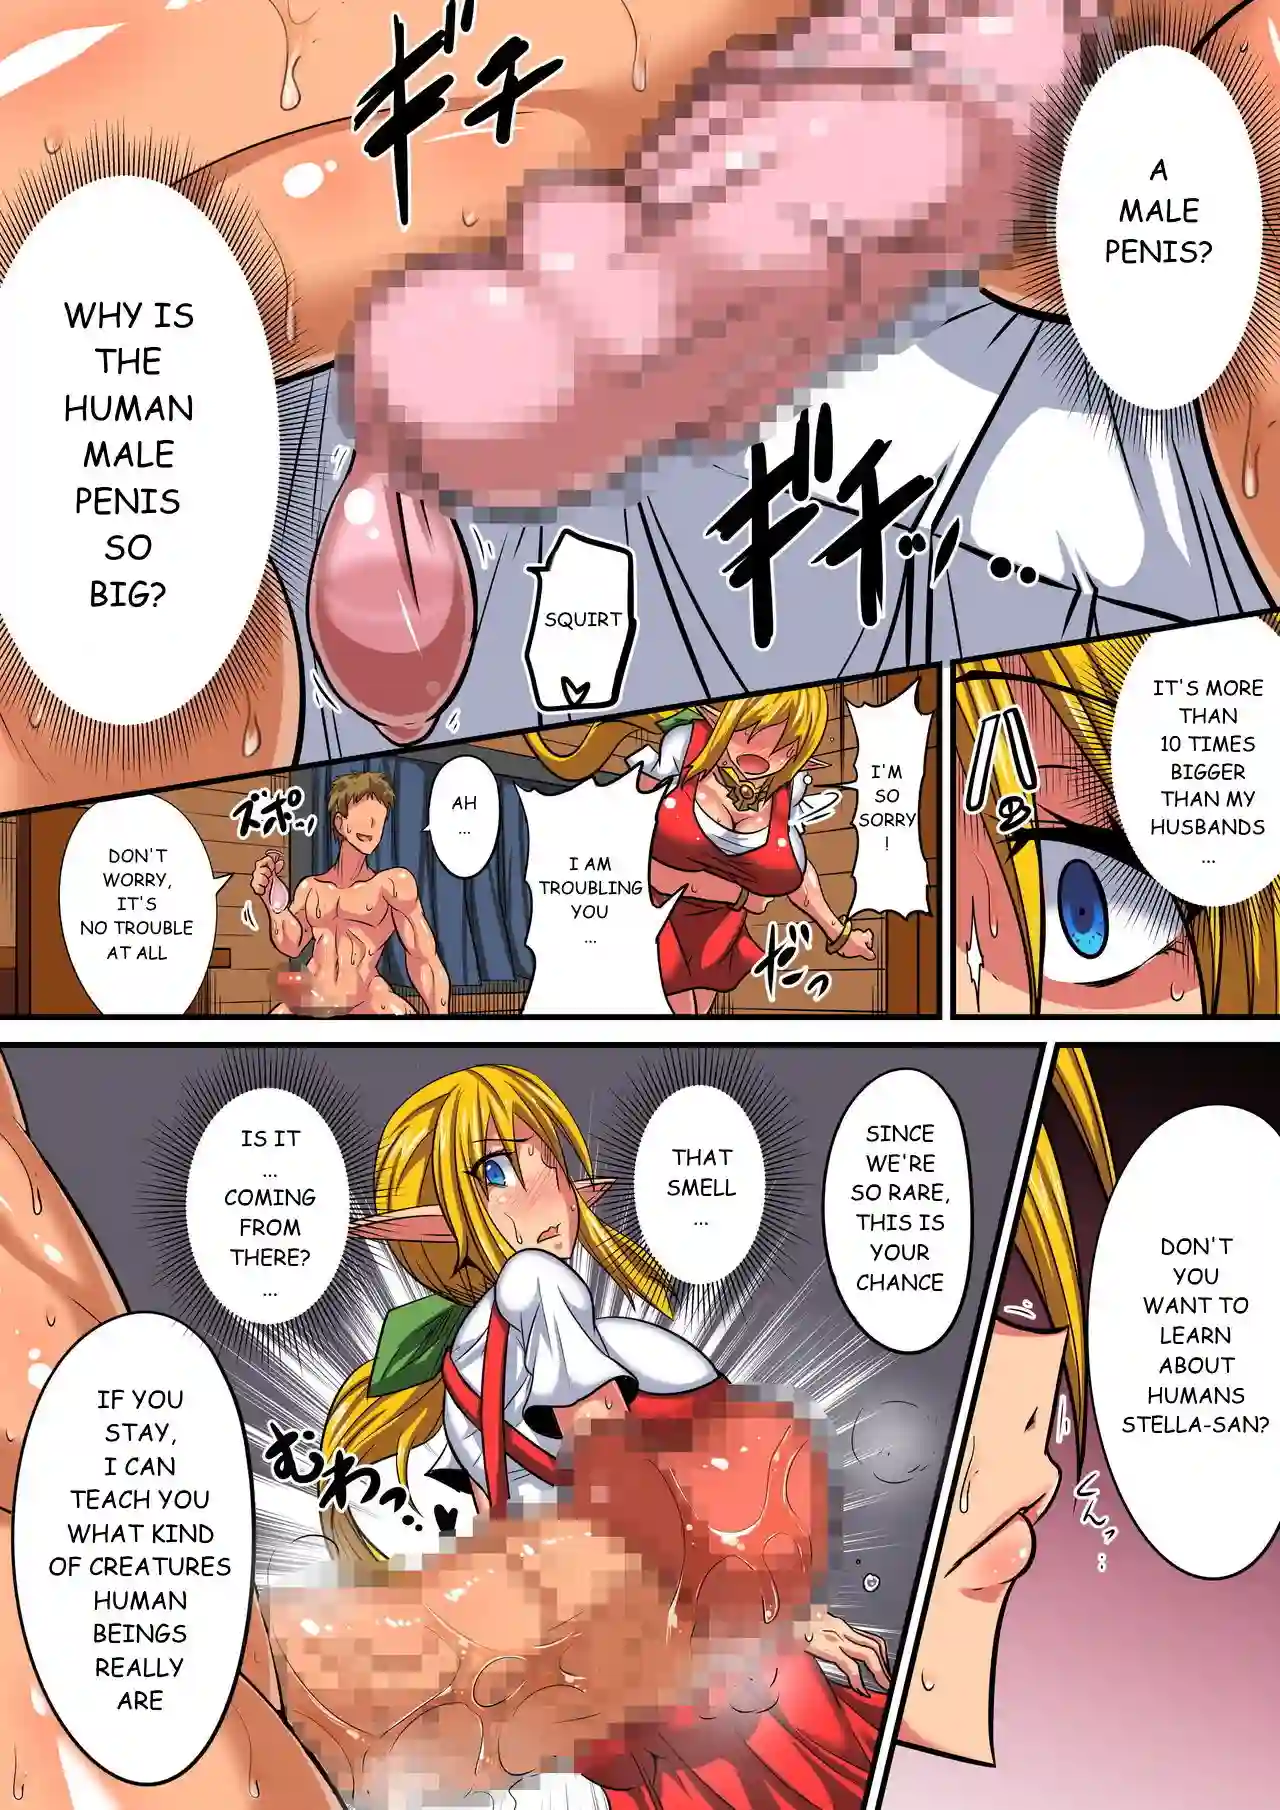 A
MALE
PENIS?
ギチ
WHY IS
THE
HUMAN
MALE
PENIS
SO
BIG?
ギチッ…
SQUIRT
IT'S MORE
THAN
10 TIMES
BIGGER
THAN MY
HUSBANDS
...
I'M
SO
SORRY
!
I AM
TROUBLING
YOU
...
だっ
AH
...
ズポッ
DON'T
WORRY,
IT'S
NO TROUBLE
AT ALL
DON'T
YOU
WANT TO
LEARN
ABOUT
HUMANS
STELLA-SAN?
くんっ…
SINCE
WE'RE
SO RARE,
THIS IS
YOUR
CHANCE
THAT
SMELL
...
IS IT
...
COMING
FROM
THERE?
...
むわっ…
IF YOU
STAY,
I CAN
TEACH YOU
WHAT KIND
OF CREATURES
HUMAN
BEINGS
REALLY
ARE